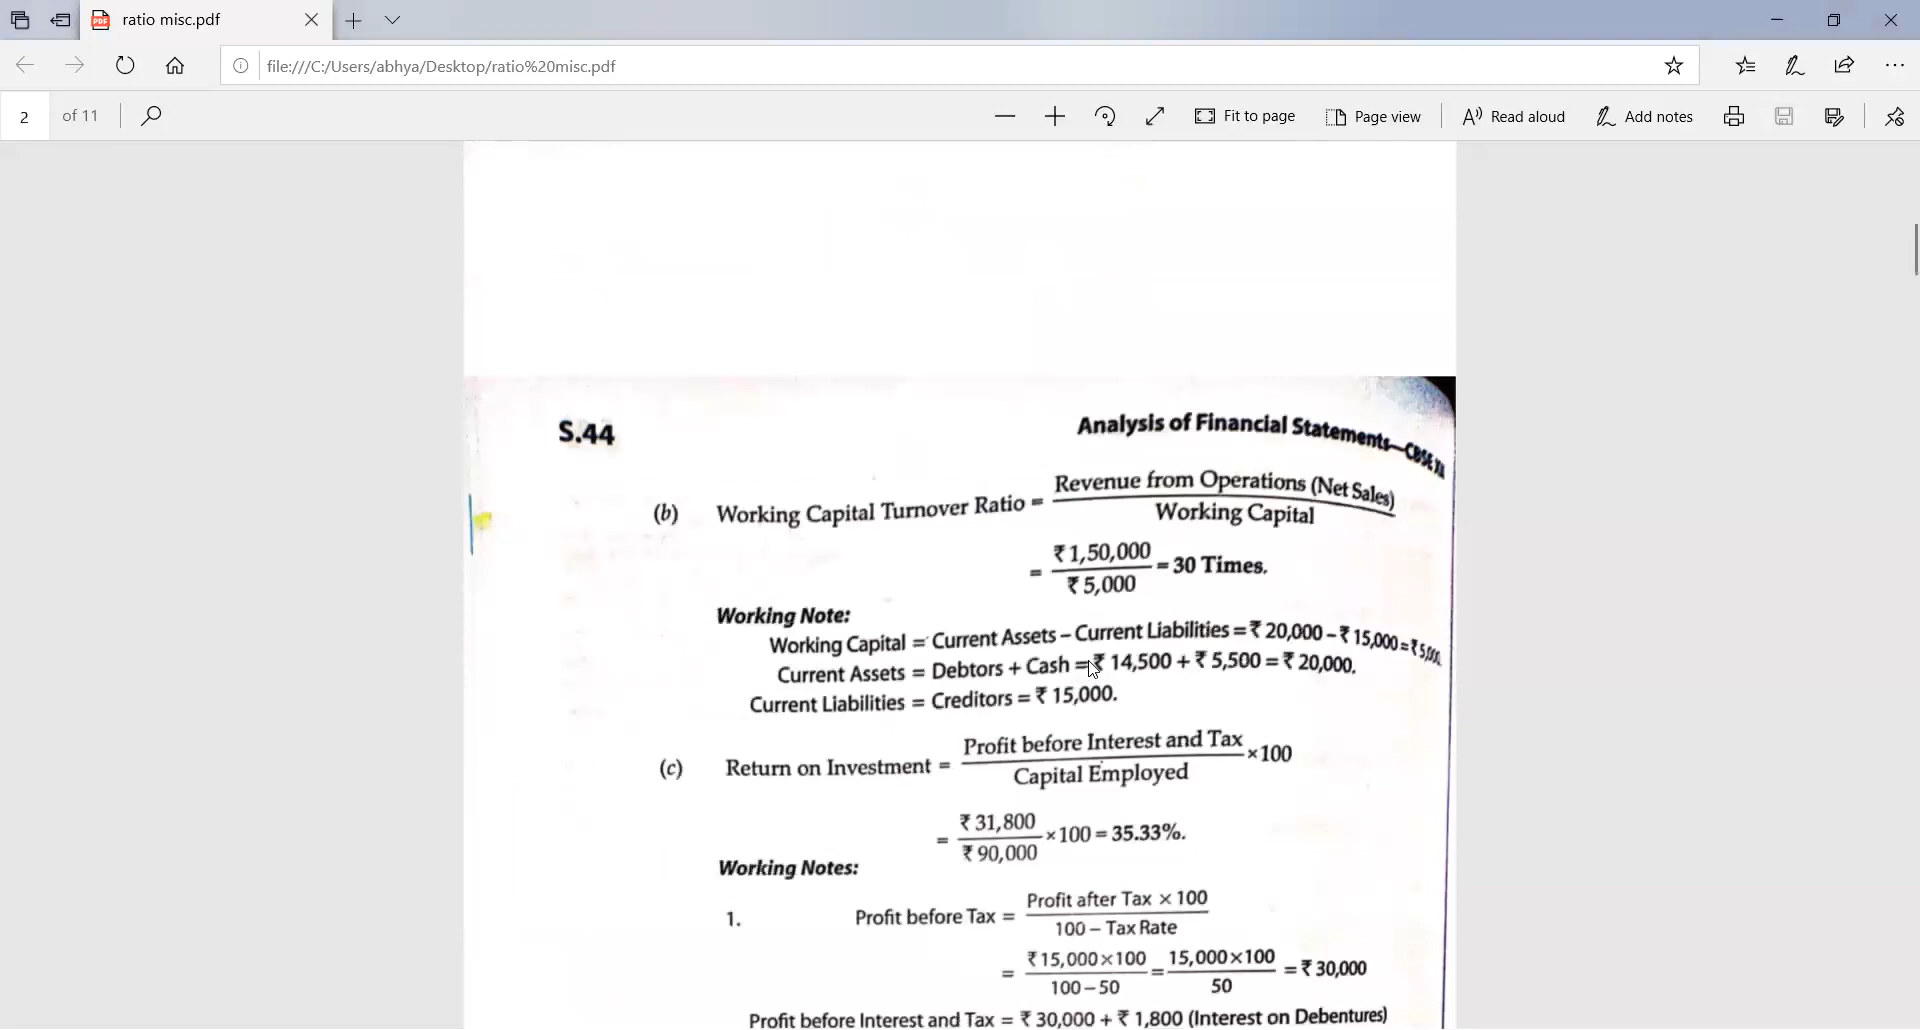 ratio misc.pdf
file:///C:/Users/abhya/Desktop/ratio%20misc.pdf
2 of 11 Fit to page Page view Read aloud Add notes
S.44 Analysis of Financial Statements—CBSE XII
(b) Working Capital Turnover Ratio = Revenue from Operations (Net Sales) / Working Capital
= ₹ 1,50,000 / ₹ 5,000 = 30 Times.
Working Note:
Working Capital = Current Assets – Current Liabilities = ₹ 20,000 – ₹ 15,000 = ₹ 5,000.
Current Assets = Debtors + Cash = ₹ 14,500 + ₹ 5,500 = ₹ 20,000.
Current Liabilities = Creditors = ₹ 15,000.
(c) Return on Investment = Profit before Interest and Tax / Capital Employed × 100
= ₹ 31,800 / ₹ 90,000 × 100 = 35.33%.
Working Notes:
1. Profit before Tax = Profit after Tax × 100 / 100 – Tax Rate
= ₹ 15,000 × 100 / 100 – 50 = 15,000 × 100 / 50 = ₹ 30,000
Profit before Interest and Tax = ₹ 30,000 + ₹ 1,800 (Interest on Debentures)